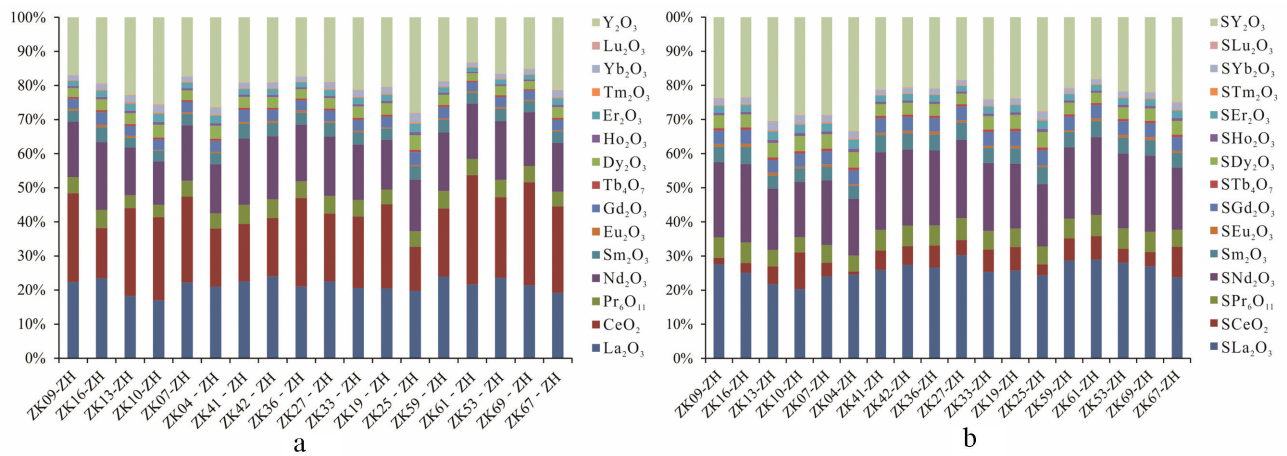 100%
90%
80%
70%
60%
50%
40%
30%
20%
10%
0%
ZK09-ZH
ZK16-ZH
ZK13-ZH
ZK10-ZH
ZK07-ZH
ZK04 - ZH
ZK41 - ZH
ZK42 - ZH
ZK36 - ZH
ZK27 - ZH
ZK33 - ZH
ZK19 - ZH
ZK25 - ZH
ZK59 - ZH
ZK61 - ZH
ZK53 - ZH
ZK69 - ZH
ZK67 - ZH
Y₂O₃
Lu₂O₃
Yb₂O₃
Tm₂O₃
Er₂O₃
Ho₂O₃
Dy₂O₃
Tb₄O₇
Gd₂O₃
Eu₂O₃
Sm₂O₃
Nd₂O₃
Pr₆O₁₁
CeO₂
La₂O₃
a
00%
90%
80%
70%
60%
50%
40%
30%
20%
10%
0%
ZK09-ZH
ZK16-ZH
ZK13-ZH
ZK10-ZH
ZK07-ZH
ZK04-ZH
ZK41-ZH
ZK42-ZH
ZK36-ZH
ZK27-ZH
ZK33-ZH
ZK19-ZH
ZK25-ZH
ZK59-ZH
ZK61-ZH
ZK53-ZH
ZK69-ZH
ZK67-ZH
SY₂O₃
SLu₂O₃
SYb₂O₃
STm₂O₃
SEr₂O₃
SHo₂O₃
SDy₂O₃
STb₄O₇
SGd₂O₃
SEu₂O₃
Sm₂O₃
SNd₂O₃
SPr₆O₁₁
SCeO₂
SLa₂O₃
b